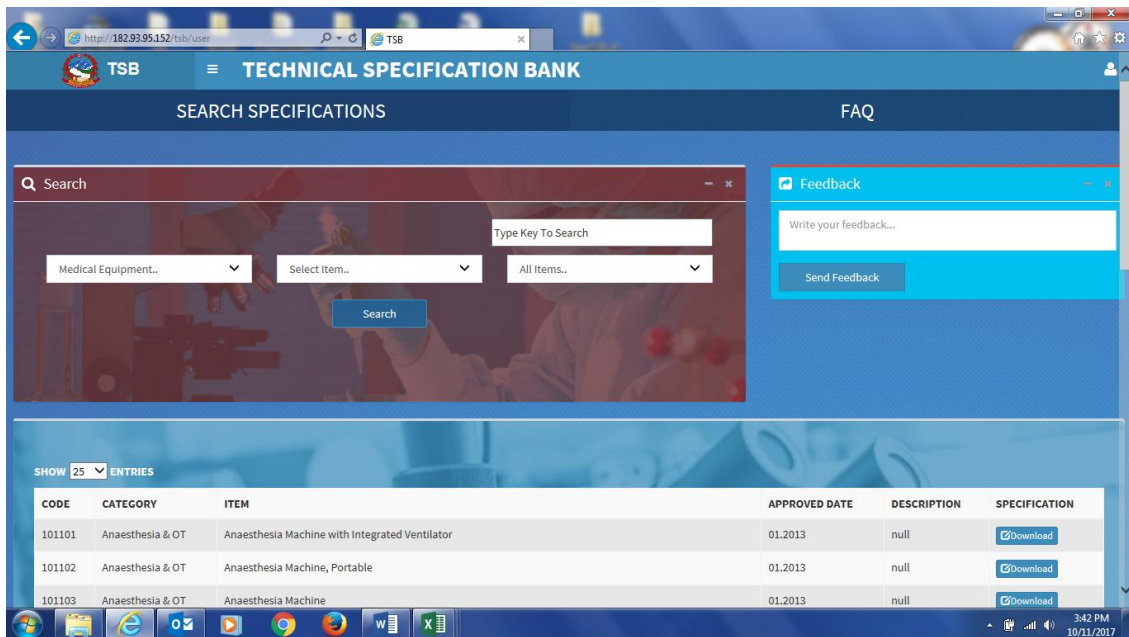 http://182.93.95.152/tsb/user
TSB
TSB
TECHNICAL SPECIFICATION BANK
SEARCH SPECIFICATIONS
FAQ
Search
Feedback
Type Key To Search
Write your feedback...
Medical Equipment..
Select Item..
All Items..
Send Feedback
Search
SHOW 25 ENTRIES
CODE CATEGORY ITEM APPROVED DATE DESCRIPTION SPECIFICATION
101101 Anaesthesia & OT Anaesthesia Machine with Integrated Ventilator 01.2013 null Download
101102 Anaesthesia & OT Anaesthesia Machine, Portable 01.2013 null Download
101103 Anaesthesia & OT Anaesthesia Machine 01.2013 null Download
3:42 PM
10/11/2017